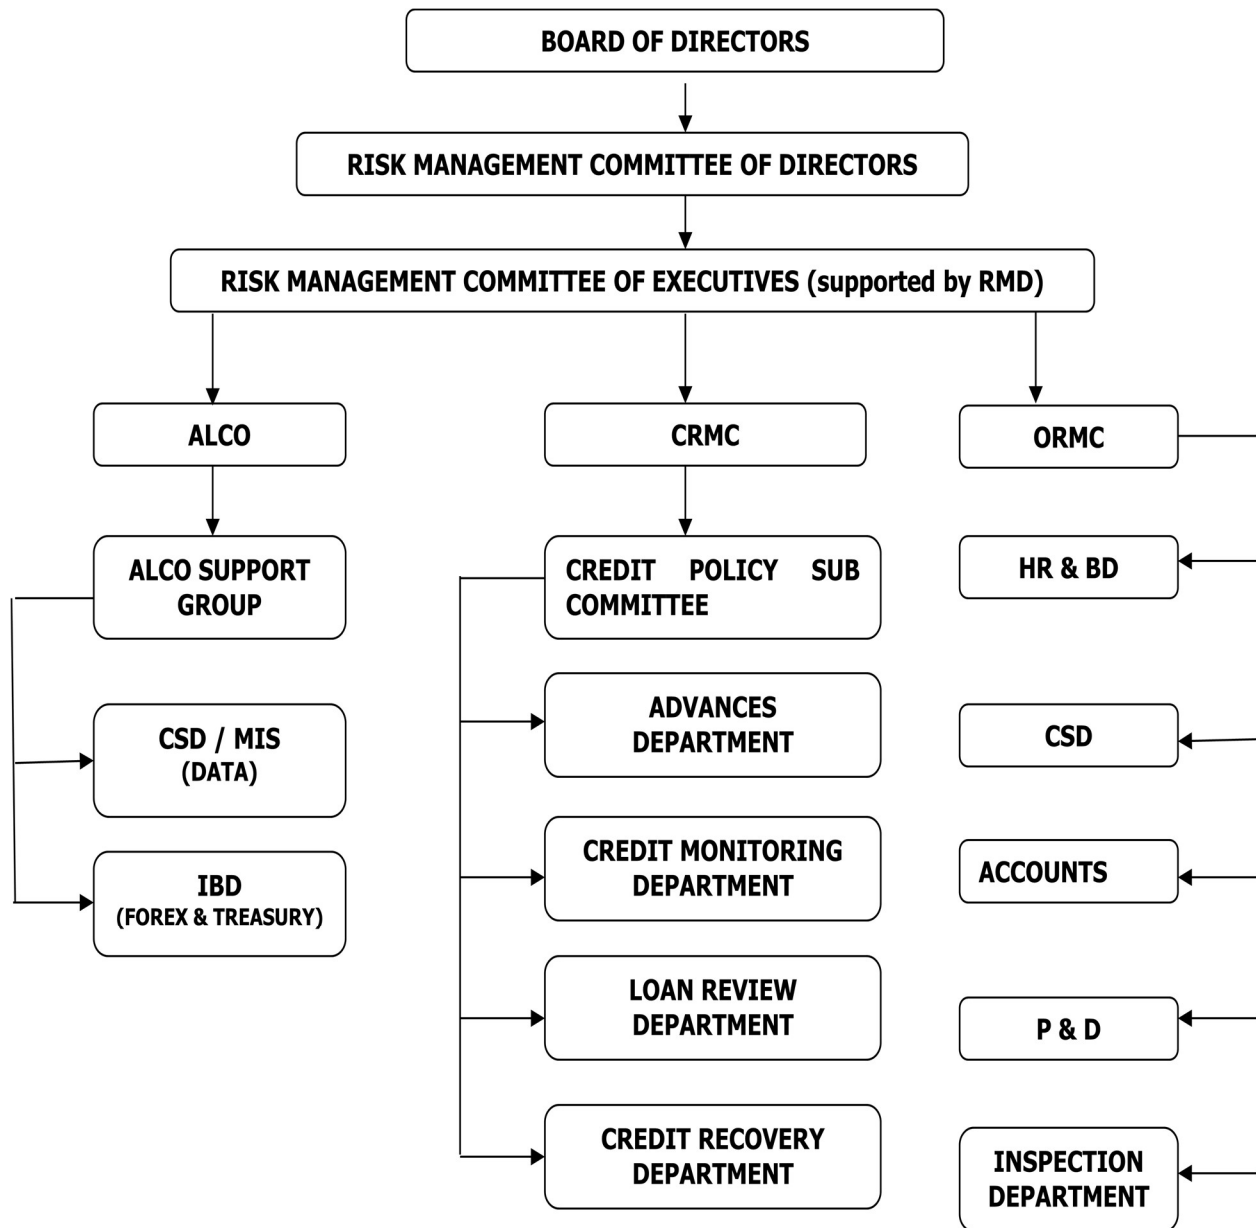 BOARD OF DIRECTORS
RISK MANAGEMENT COMMITTEE OF DIRECTORS
RISK MANAGEMENT COMMITTEE OF EXECUTIVES (supported by RMD)
ALCO
CRMC
ORMC
ALCO SUPPORT
GROUP
CREDIT POLICY SUB
COMMITTEE
HR & BD
ADVANCES
DEPARTMENT
CSD / MIS
(DATA)
CSD
CREDIT MONITORING
DEPARTMENT
IBD
(FOREX & TREASURY)
ACCOUNTS
LOAN REVIEW
DEPARTMENT
P & D
CREDIT RECOVERY
DEPARTMENT
INSPECTION
DEPARTMENT